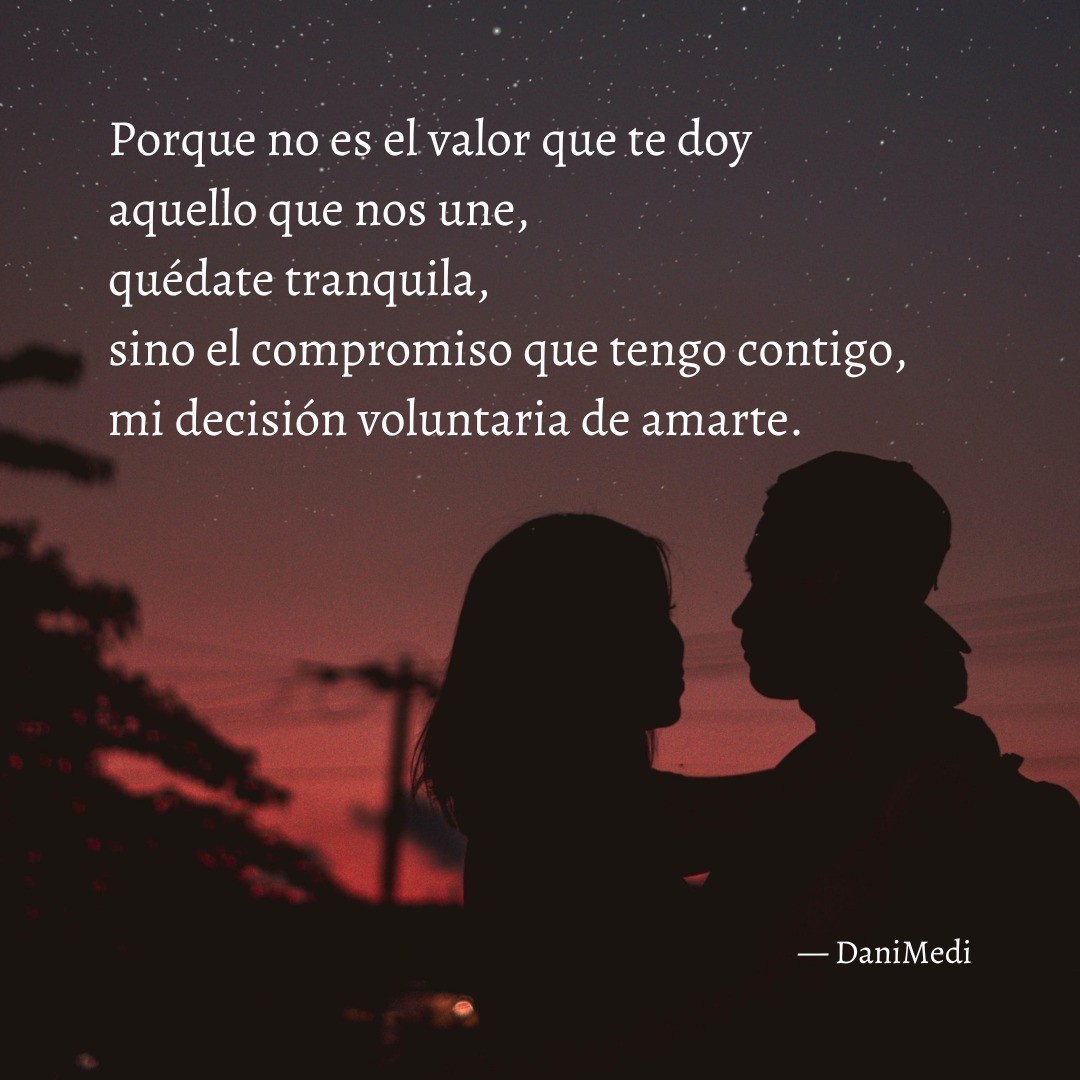 Porque no es el valor que te doy
aquello que nos une,
quédate tranquila,
sino el compromiso que tengo contigo,
mi decisión voluntaria de amarte.
— DaniMedi